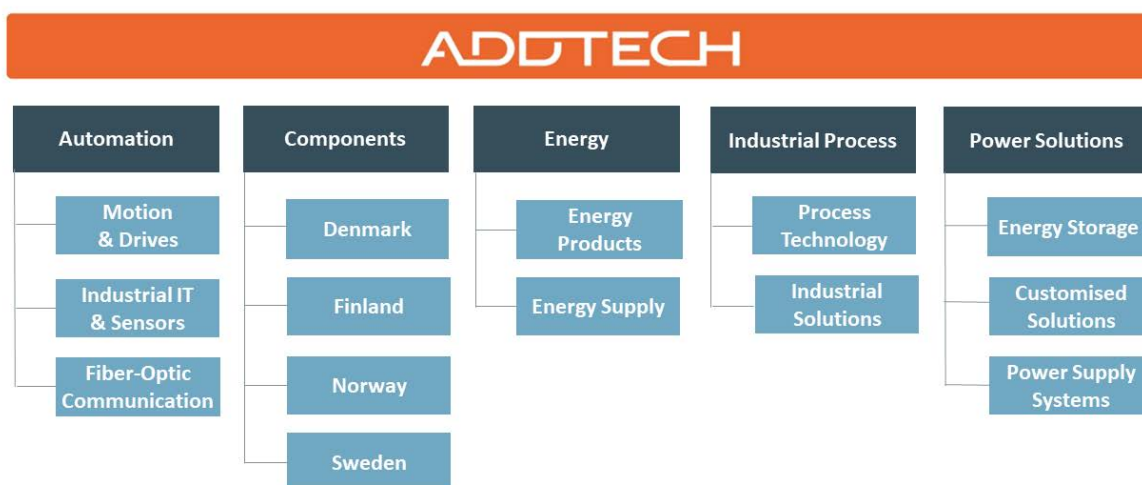 ADDTECH
Automation
Motion
& Drives
Industrial IT
& Sensors
Fiber-Optic
Communication
Components
Denmark
Finland
Norway
Sweden
Energy
Energy
Products
Energy Supply
Industrial Process
Process
Technology
Industrial
Solutions
Power Solutions
Energy Storage
Customised
Solutions
Power Supply
Systems